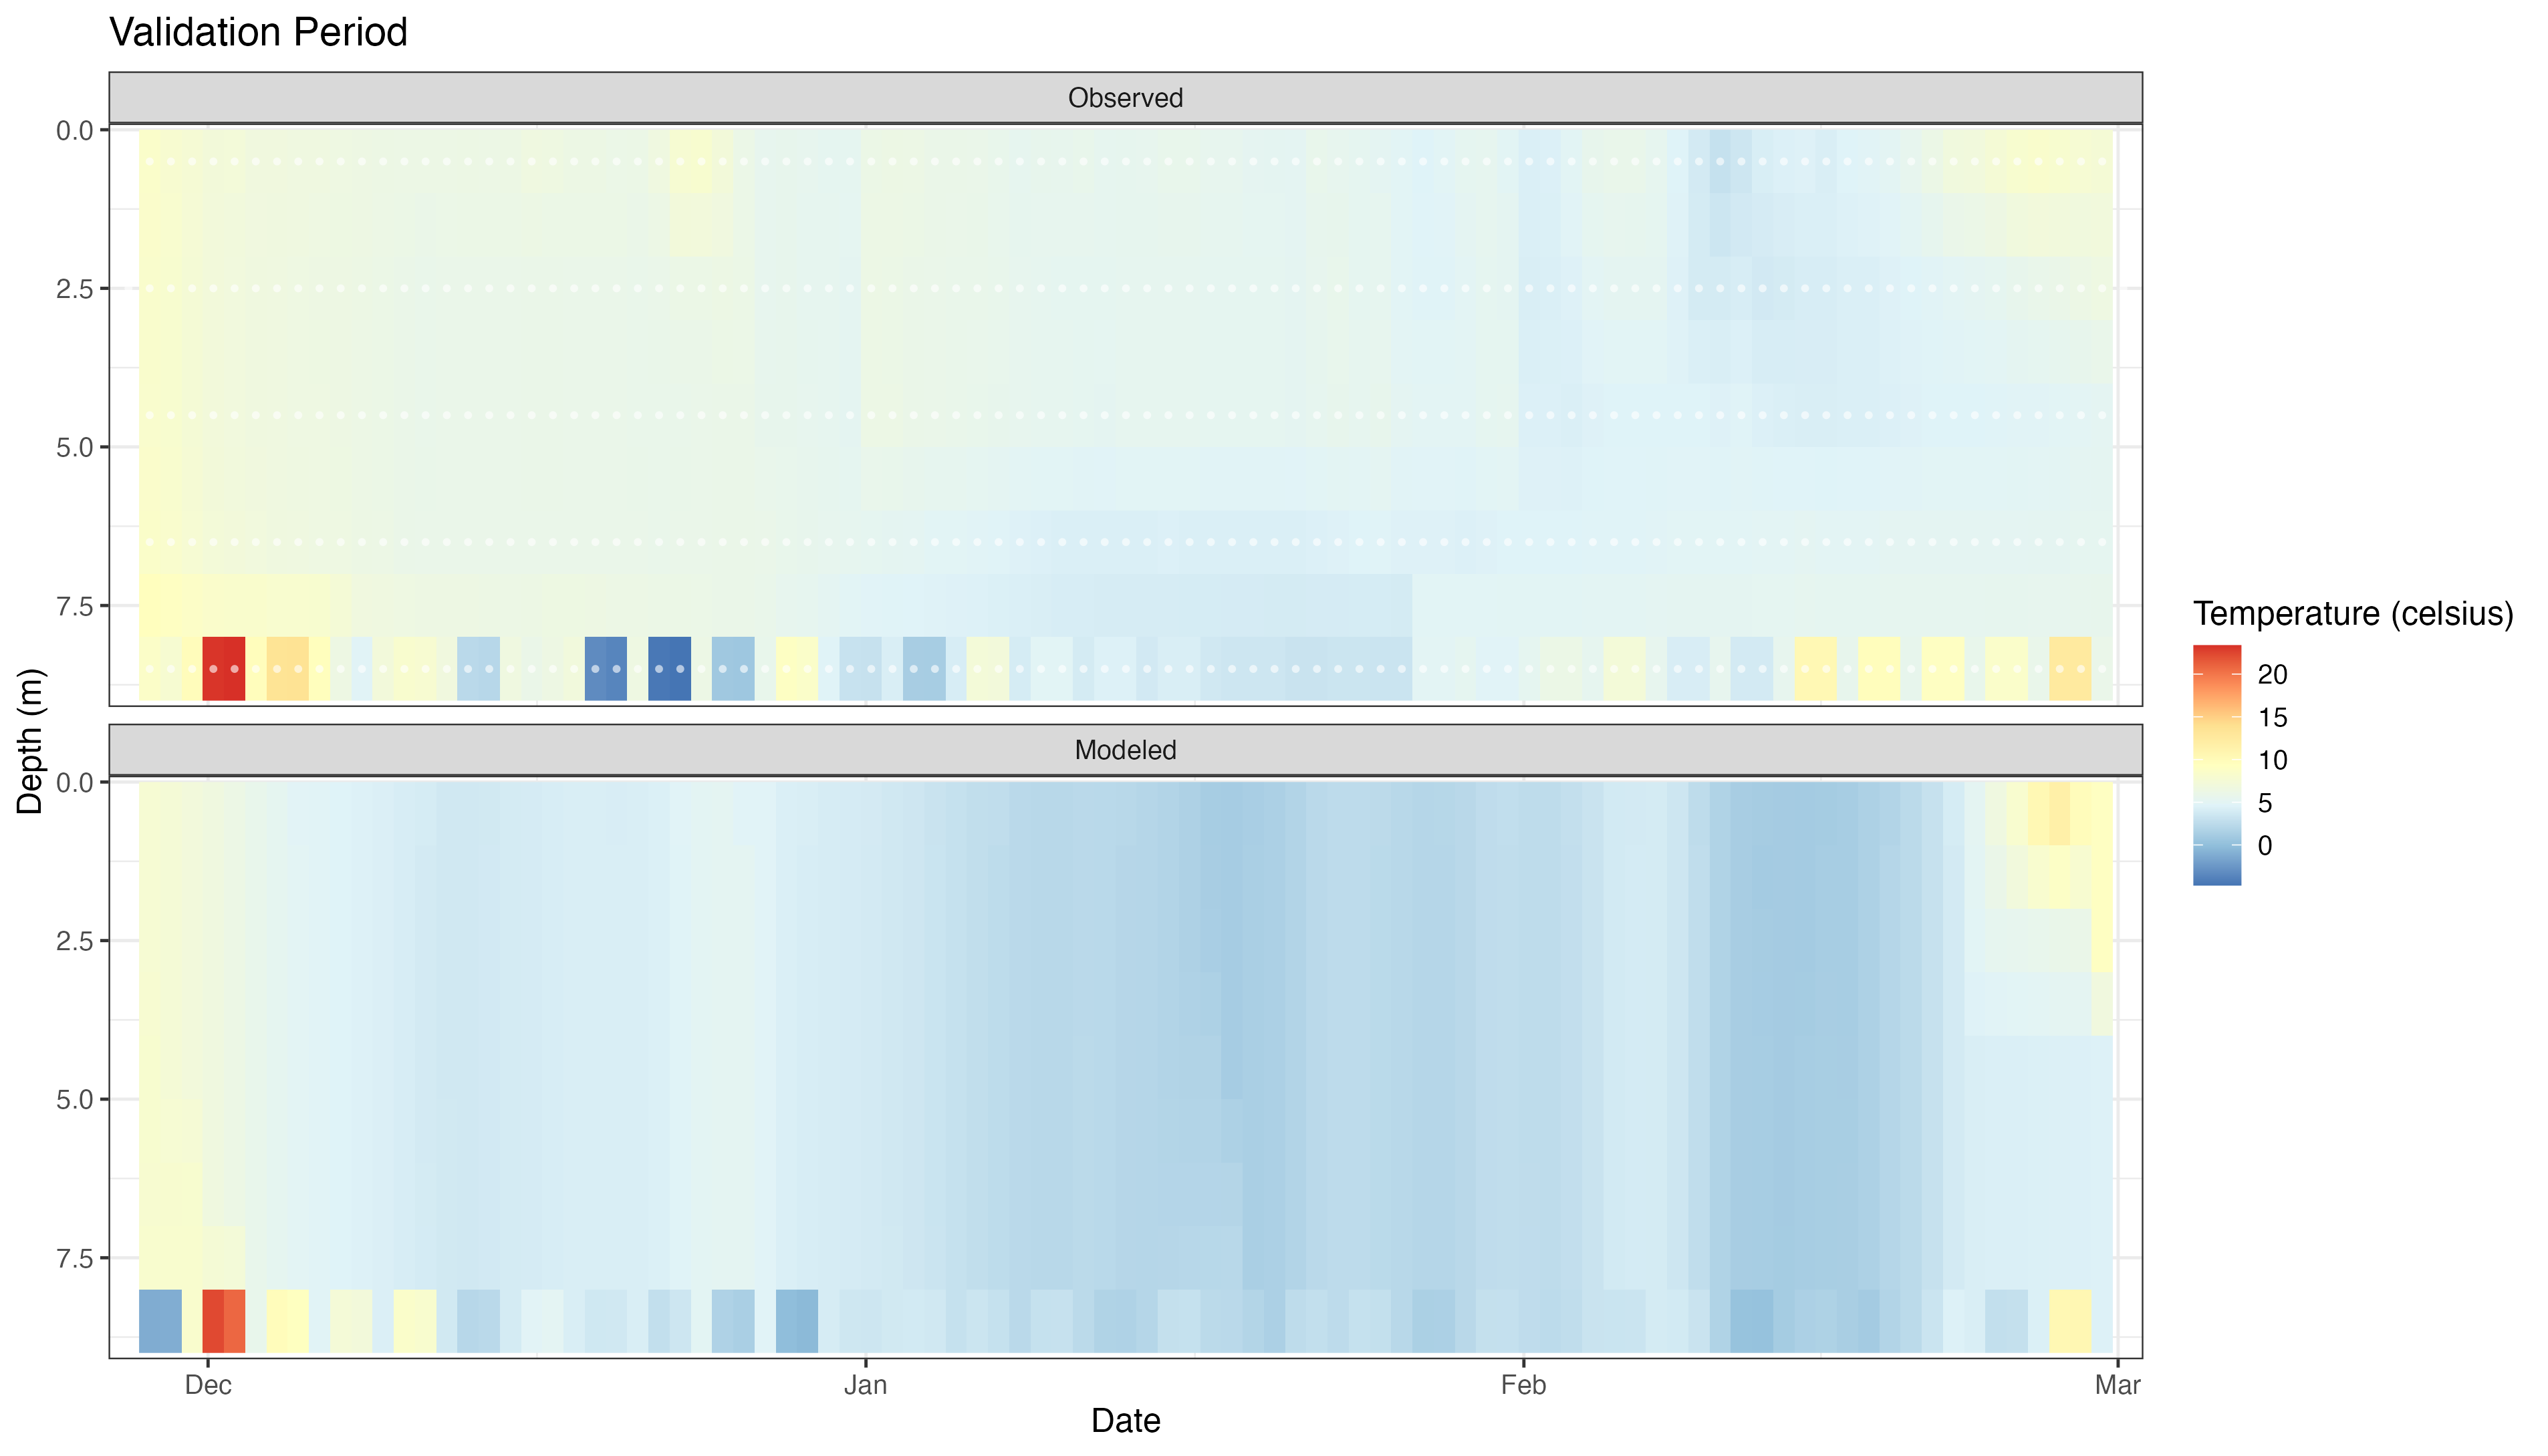 Validation Period
Observed
0.0
2.5
5.0
7.5
Modeled
0.0
2.5
5.0
7.5
Depth (m)
Dec
Jan
Feb
Mar
Date
Temperature (celsius)
20
15
10
5
0